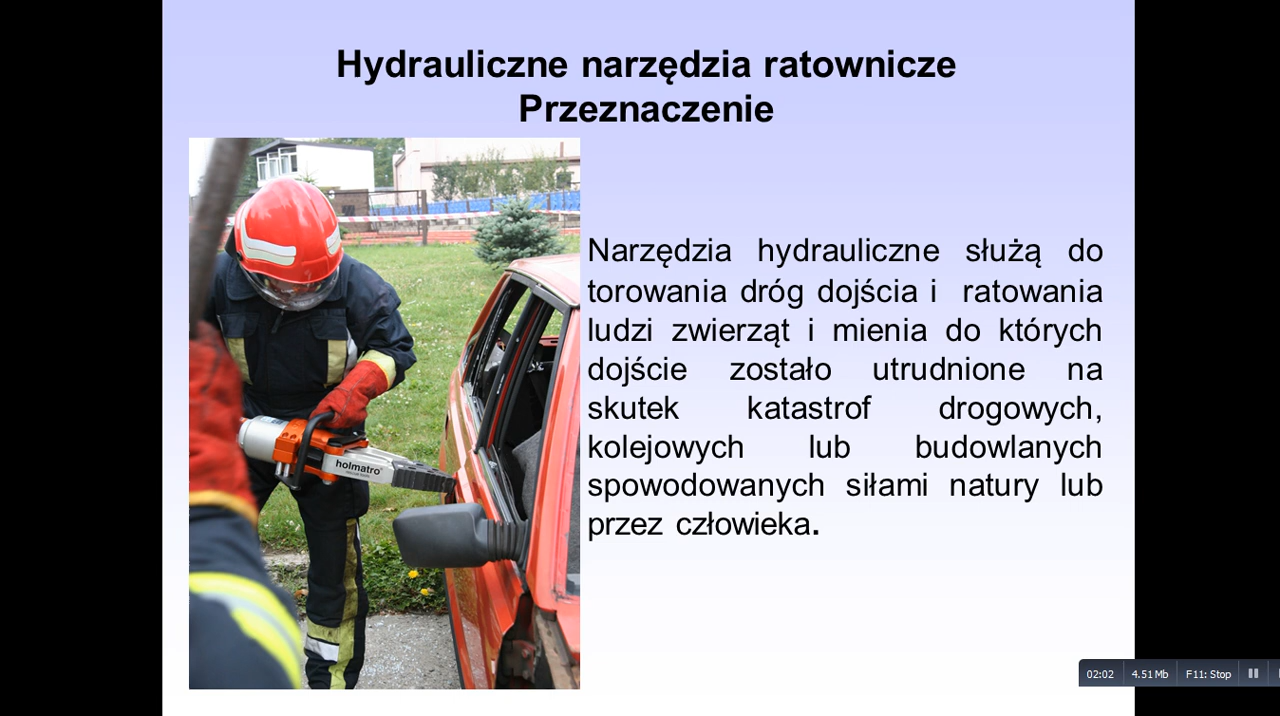 Hydrauliczne narzędzia ratownicze
Przeznaczenie
Narzędzia hydrauliczne służą do
torowania dróg dojścia i ratowania
ludzi zwierząt i mienia do których
dojście zostało utrudnione na
skutek katastrof drogowych,
kolejowych lub budowlanych
spowodowanych siłami natury lub
przez człowieka.
holmatro
02:02 4.51 Mb F11: Stop